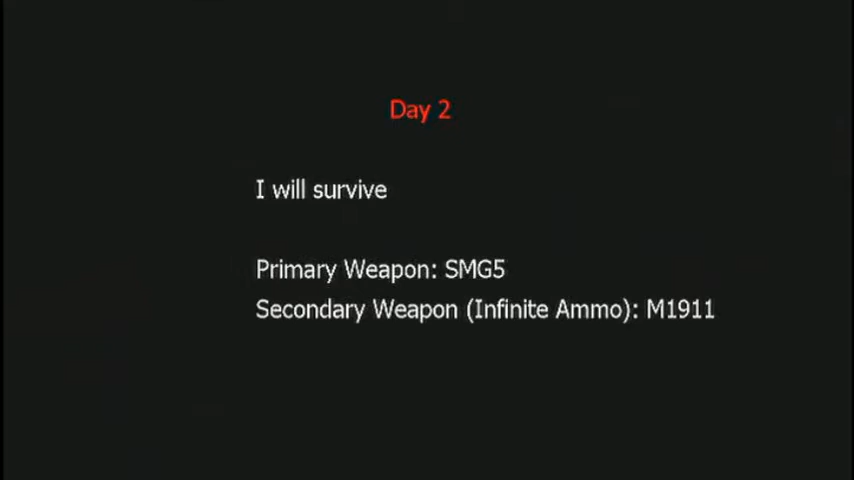 Day 2
I will survive
Primary Weapon: SMG5
Secondary Weapon (Infinite Ammo): M1911